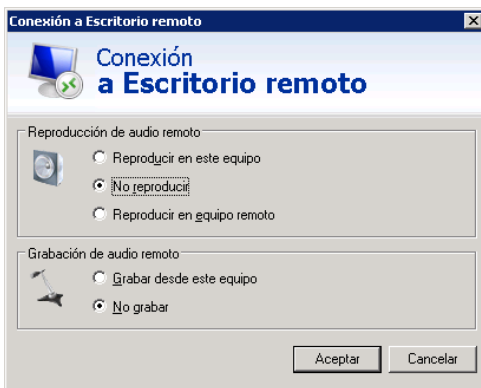 Conexión a Escritorio remoto
Conexión
a Escritorio remoto
Reproducción de audio remoto
Reproducir en este equipo
No reproducir
Reproducir en equipo remoto
Grabación de audio remoto
Grabar desde este equipo
No grabar
Aceptar
Cancelar